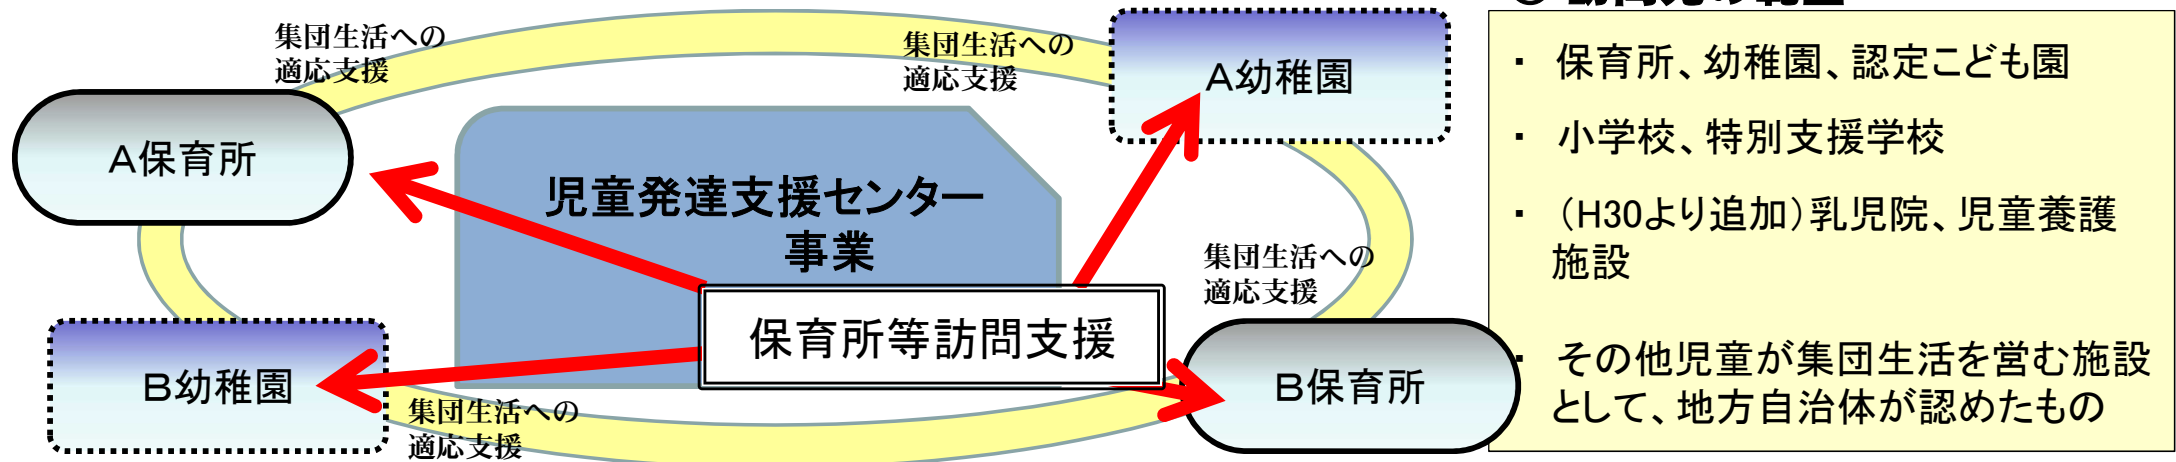 集団生活への
適応支援
集団生活への
適応支援
A幼稚園
A保育所
児童発達支援センター
事業
集団生活への
適応支援
保育所等訪問支援
B幼稚園
B保育所
集団生活への
適応支援
・ 保育所、幼稚園、認定こども園
・ 小学校、特別支援学校
・ （H30より追加）乳児院、児童養護
施設
・ その他児童が集団生活を営む施設
として、地方自治体が認めたもの